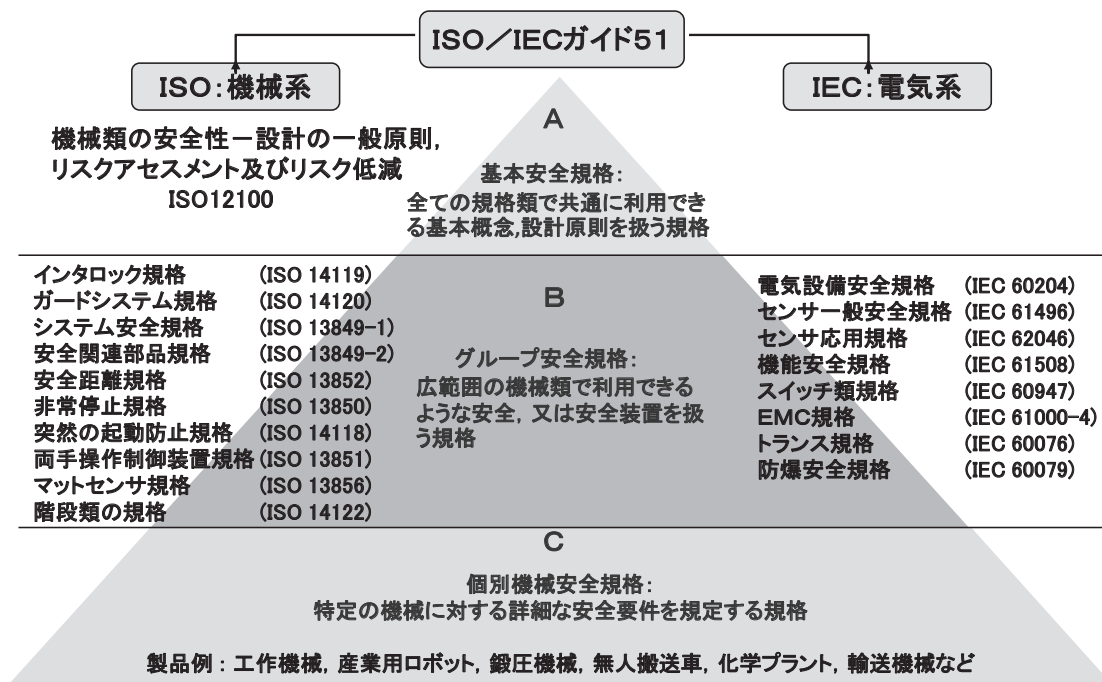 ISO／IECガイド51
ISO：機械系
IEC：電気系
機械類の安全性－設計の一般原則，
リスクアセスメント及びリスク低減
ISO12100
A
基本安全規格：
全ての規格類で共通に利用でき
る基本概念,設計原則を扱う規格
インタロック規格 (ISO 14119)
ガードシステム規格 (ISO 14120)
システム安全規格 (ISO 13849-1)
安全関連部品規格 (ISO 13849-2)
安全距離規格 (ISO 13852)
非常停止規格 (ISO 13850)
突然の起動防止規格 (ISO 14118)
両手操作制御装置規格 (ISO 13851)
マットセンサ規格 (ISO 13856)
階段類の規格 (ISO 14122)
B
グループ安全規格：
広範囲の機械類で利用できる
ような安全，又は安全装置を扱
う規格
電気設備安全規格 (IEC 60204)
センサ一般安全規格 (IEC 61496)
センサ応用規格 (IEC 62046)
機能安全規格 (IEC 61508)
スイッチ類規格 (IEC 60947)
EMC規格 (IEC 61000-4)
トランス規格 (IEC 60076)
防爆安全規格 (IEC 60079)
C
個別機械安全規格：
特定の機械に対する詳細な安全要件を規定する規格
製品例：工作機械，産業用ロボット，鍛圧機械，無人搬送車，化学プラント，輸送機械など